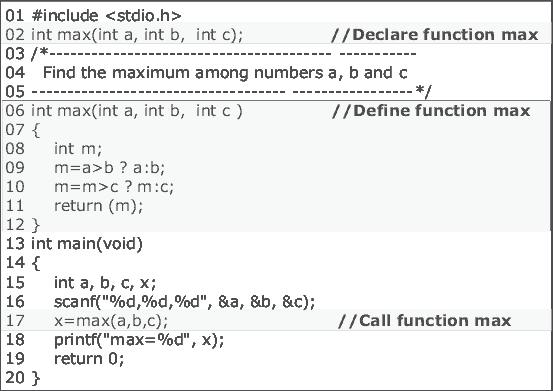 01 #include <stdio.h>
02 int max(int a, int b,  int c);                //Declare function max
03 /*---------------------------------------- -----------
04   Find the maximum among numbers a, b and c
05 ------------------------------------ -----------------*/
06 int max(int a, int b,  int c )                //Define function max
07 {
08    int m;
09    m=a>b ? a:b;
10    m=m>c ? m:c;
11    return (m);
12 }
13 int main(void)
14 {
15    int a, b, c, x;
16    scanf("%d,%d,%d", &a, &b, &c);
17    x=max(a,b,c);                //Call function max
18    printf("max=%d", x);
19    return 0;
20 }